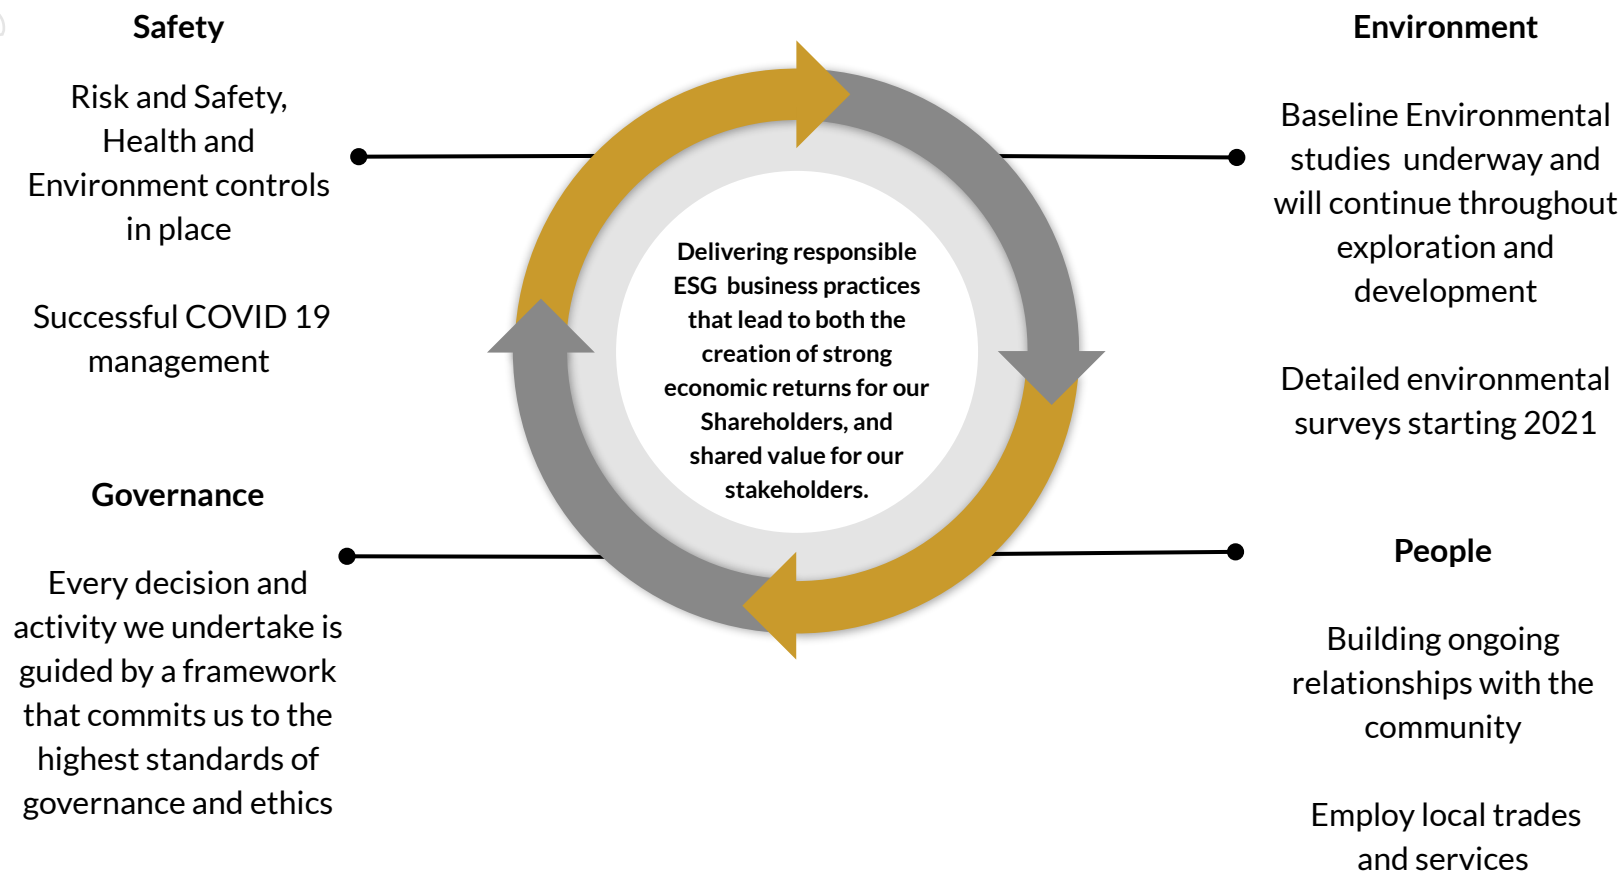 Safety
Risk and Safety,
Health and
Environment controls
in place
Successful COVID 19
management
Governance
Every decision and
activity we undertake is
guided by a framework
that commits us to the
highest standards of
governance and ethics
Delivering responsible
ESG  business practices
that lead to both the
creation of strong
economic returns for our
Shareholders, and
shared value for our
stakeholders.
Environment
Baseline Environmental
studies  underway and
will continue throughout
exploration and
development
Detailed environmental
surveys starting 2021
People
Building ongoing
relationships with the
community
Employ local trades
and services